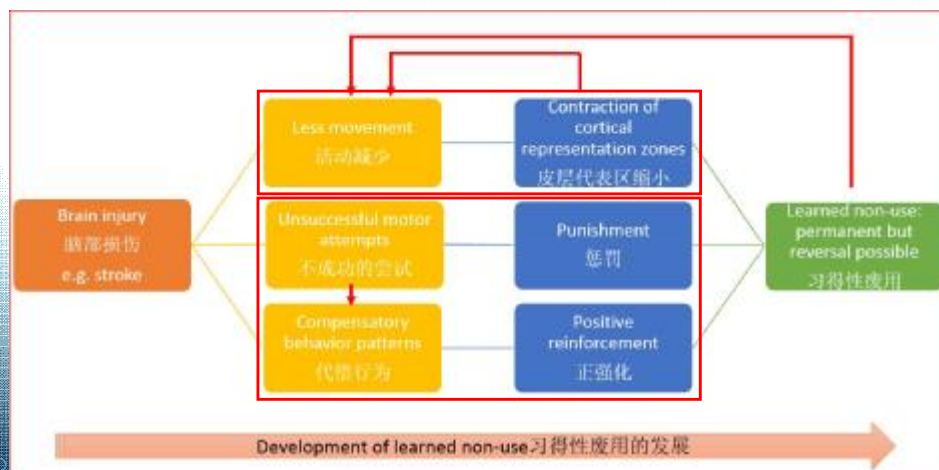 Less movement
活动减少
Contraction of
cortical
representation zones
皮层代表区缩小
Brain injury
脑部损伤
e.g. stroke
Unsuccessful motor
attempts
不成功的尝试
Punishment
惩罚
Learned non-use:
permanent but
reversal possible
习得性废用
Compensatory
behavior patterns
代偿行为
Positive
reinforcement
正强化
Development of learned non-use习得性废用的发展